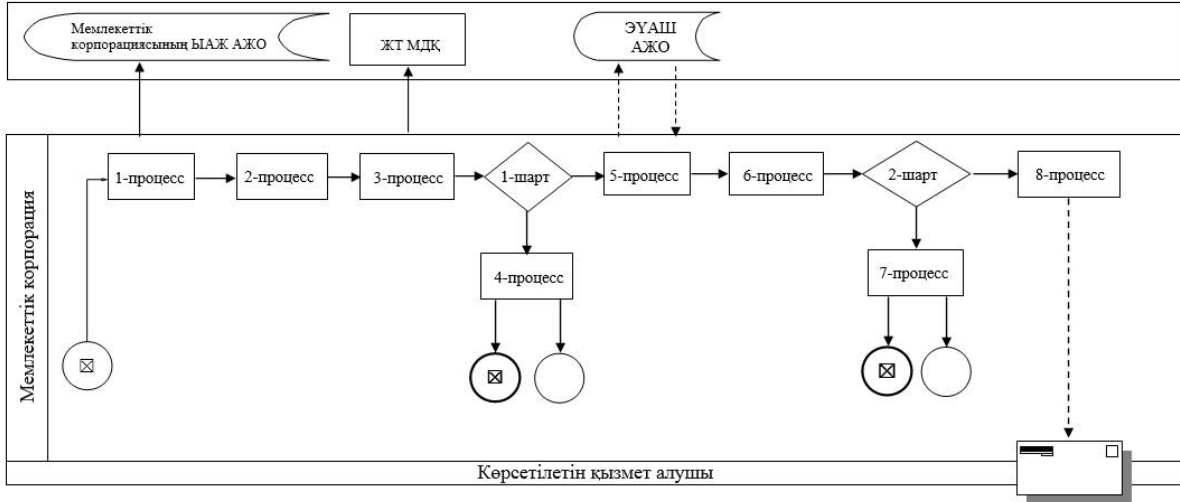 Мемлекеттік
корпорациясының ЫАЖ АЖО
ЖТ МДҚ
ЭҮАШ
АЖО
Мемлекеттік корпорация
1-процесс
2-процесс
3-процесс
1-шарт
5-процесс
6-процесс
2-шарт
8-процесс
4-процесс
7-процесс
Көрсетілетін қызмет алушы